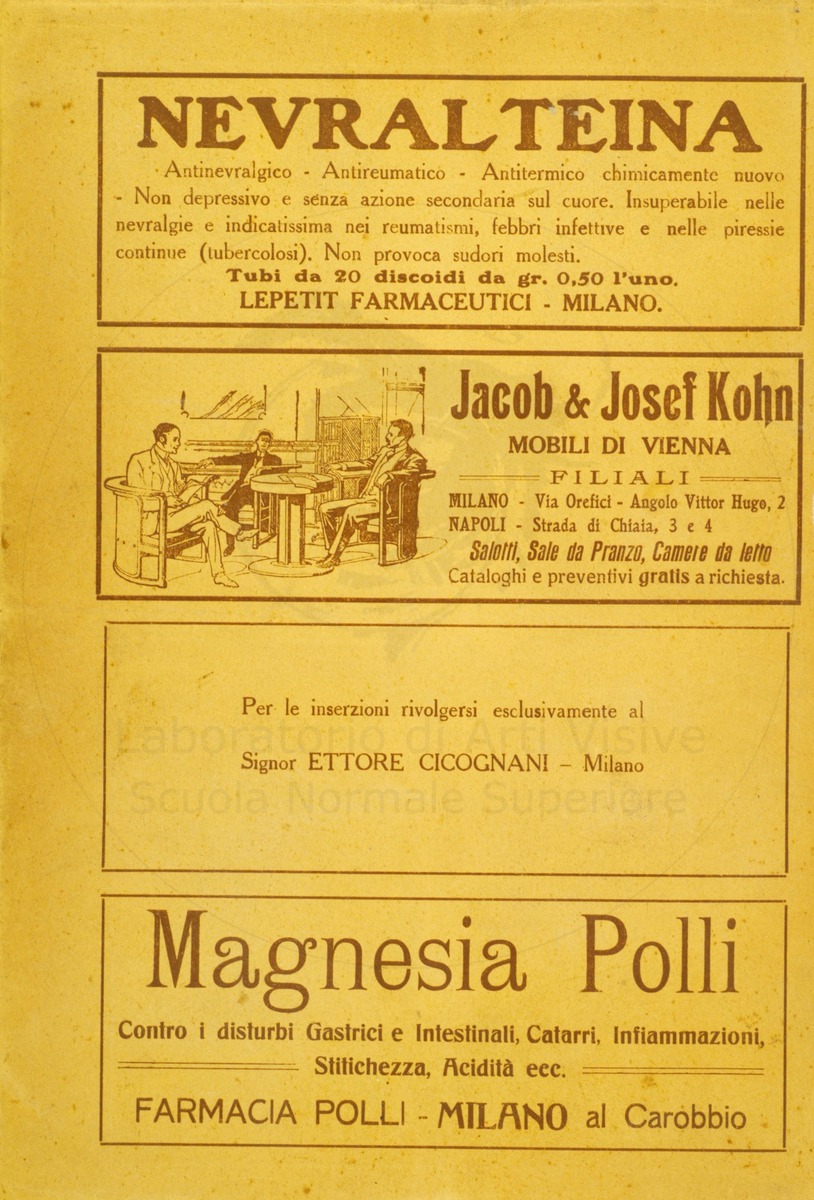 NEVRALTEINA
Antinevralgico - Antireumatico - Antitermico chimicamente nuovo
- Non depressivo e senza azione secondaria sul cuore. Insuperabile nelle
nevralgie e indicatissima nei reumatismi, febbri infettive e nelle piressie
continue (tubercolosi). Non provoca sudori molesti.
Tubi da 20 discoidi da gr. 0,50 l'uno.
LEPETIT FARMACEUTICI - MILANO.
Jacob & Josef Kohn
MOBILI DI VIENNA
FILIALI
MILANO - Via Orefici - Angolo Vittor Hugo, 2
NAPOLI - Strada di Chiaia, 3 e 4
Salotti, Sale da Pranzo, Camere da letto
Cataloghi e preventivi gratis a richiesta.
Per le inserzioni rivolgersi esclusivamente al
Laboratorio di Arti Visive
Signor ETTORE CICOGNANI - Milano
Scuola Normale Superiore
Magnesia Polli
Contro i disturbi Gastrici e Intestinali, Catarri, Infiammazioni,
Stitichezza, Acidità ecc.
FARMACIA POLLI - MILANO al Carobbio